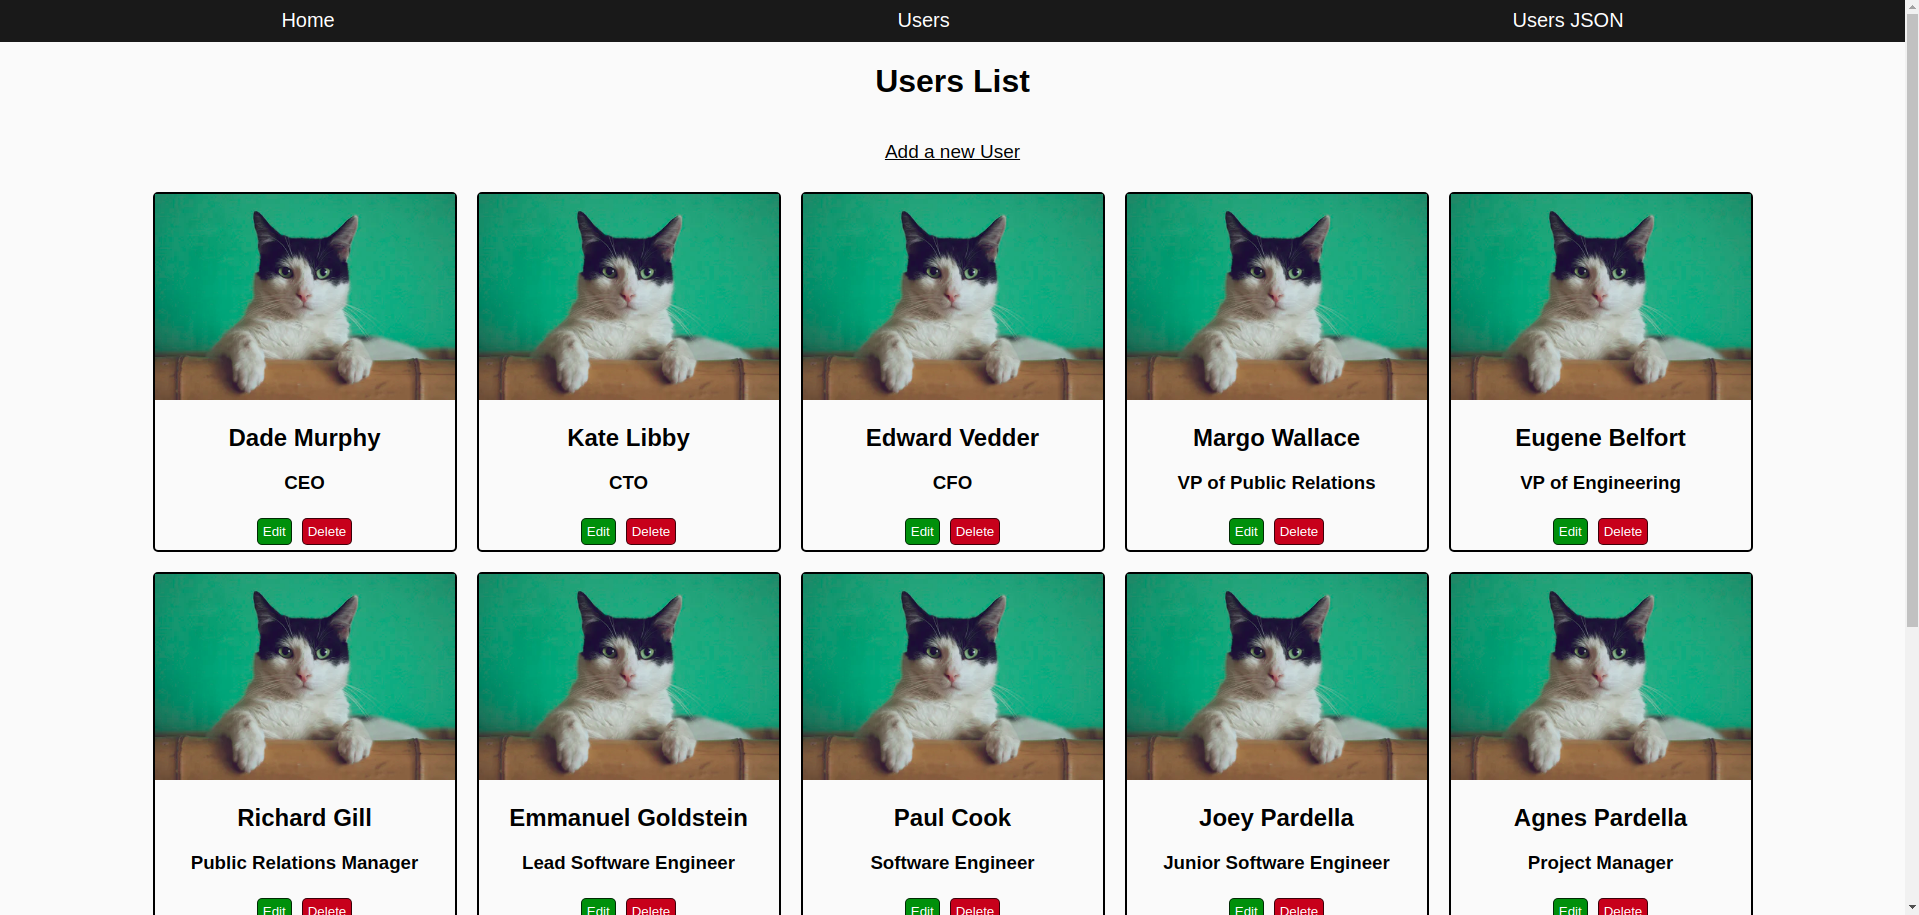 Home Users Users JSON
Users List
Add a new User
Dade Murphy
CEO
Edit Delete
Kate Libby
CTO
Edit Delete
Edward Vedder
CFO
Edit Delete
Margo Wallace
VP of Public Relations
Edit Delete
Eugene Belfort
VP of Engineering
Edit Delete
Richard Gill
Public Relations Manager
Edit Delete
Emmanuel Goldstein
Lead Software Engineer
Edit Delete
Paul Cook
Software Engineer
Edit Delete
Joey Pardella
Junior Software Engineer
Edit Delete
Agnes Pardella
Project Manager
Edit Delete